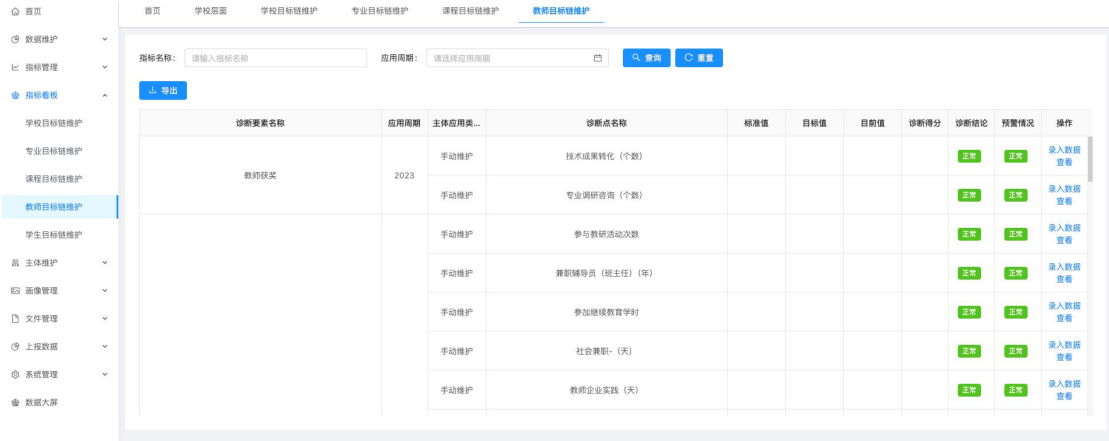 首页
数据维护
指标管理
指标看板
学校目标链维护
专业目标链维护
课程目标链维护
教师目标链维护
学生目标链维护
主体维护
画像管理
文件管理
上报数据
系统管理
数据大屏
首页 学校层面 学校目标链维护 专业目标链维护 课程目标链维护 教师目标链维护
指标名称: 请输入指标名称 应用周期: 请选择应用周期 查询 重置
导出
诊断要素名称 应用周期 主体应用类... 诊断点名称 标准值 目标值 目前值 诊断得分 诊断结论 预警情况 操作
教师获奖 2023
手动维护 技术成果转化（个数） 正常 正常 录入数据
查看
手动维护 专业调研咨询（个数） 正常 正常 录入数据
查看
手动维护 参与教研活动次数 正常 正常 录入数据
查看
手动维护 兼职辅导员（班主任）（年） 正常 正常 录入数据
查看
手动维护 参加继续教育学时 正常 正常 录入数据
查看
手动维护 社会兼职-（天） 正常 正常 录入数据
查看
手动维护 教师企业实践（天） 正常 正常 录入数据
查看